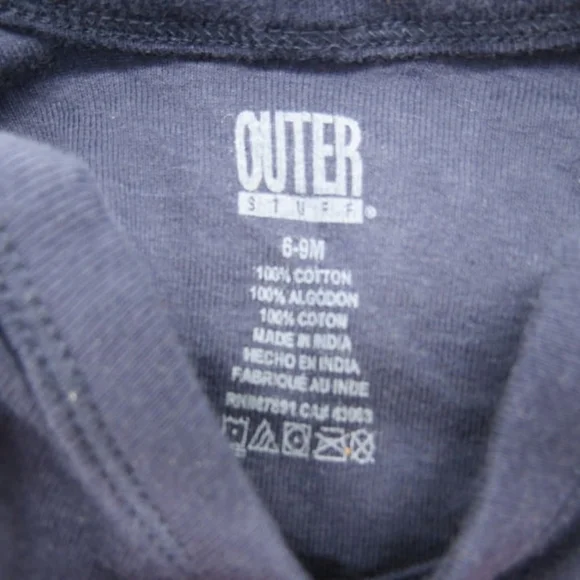 OUTER
STUFF®
6-9M
100% COTTON
100% ALGODON
100% COTON
MADE IN INDIA
HECHO EN INDIA
FABRIQUÉ AU INDE